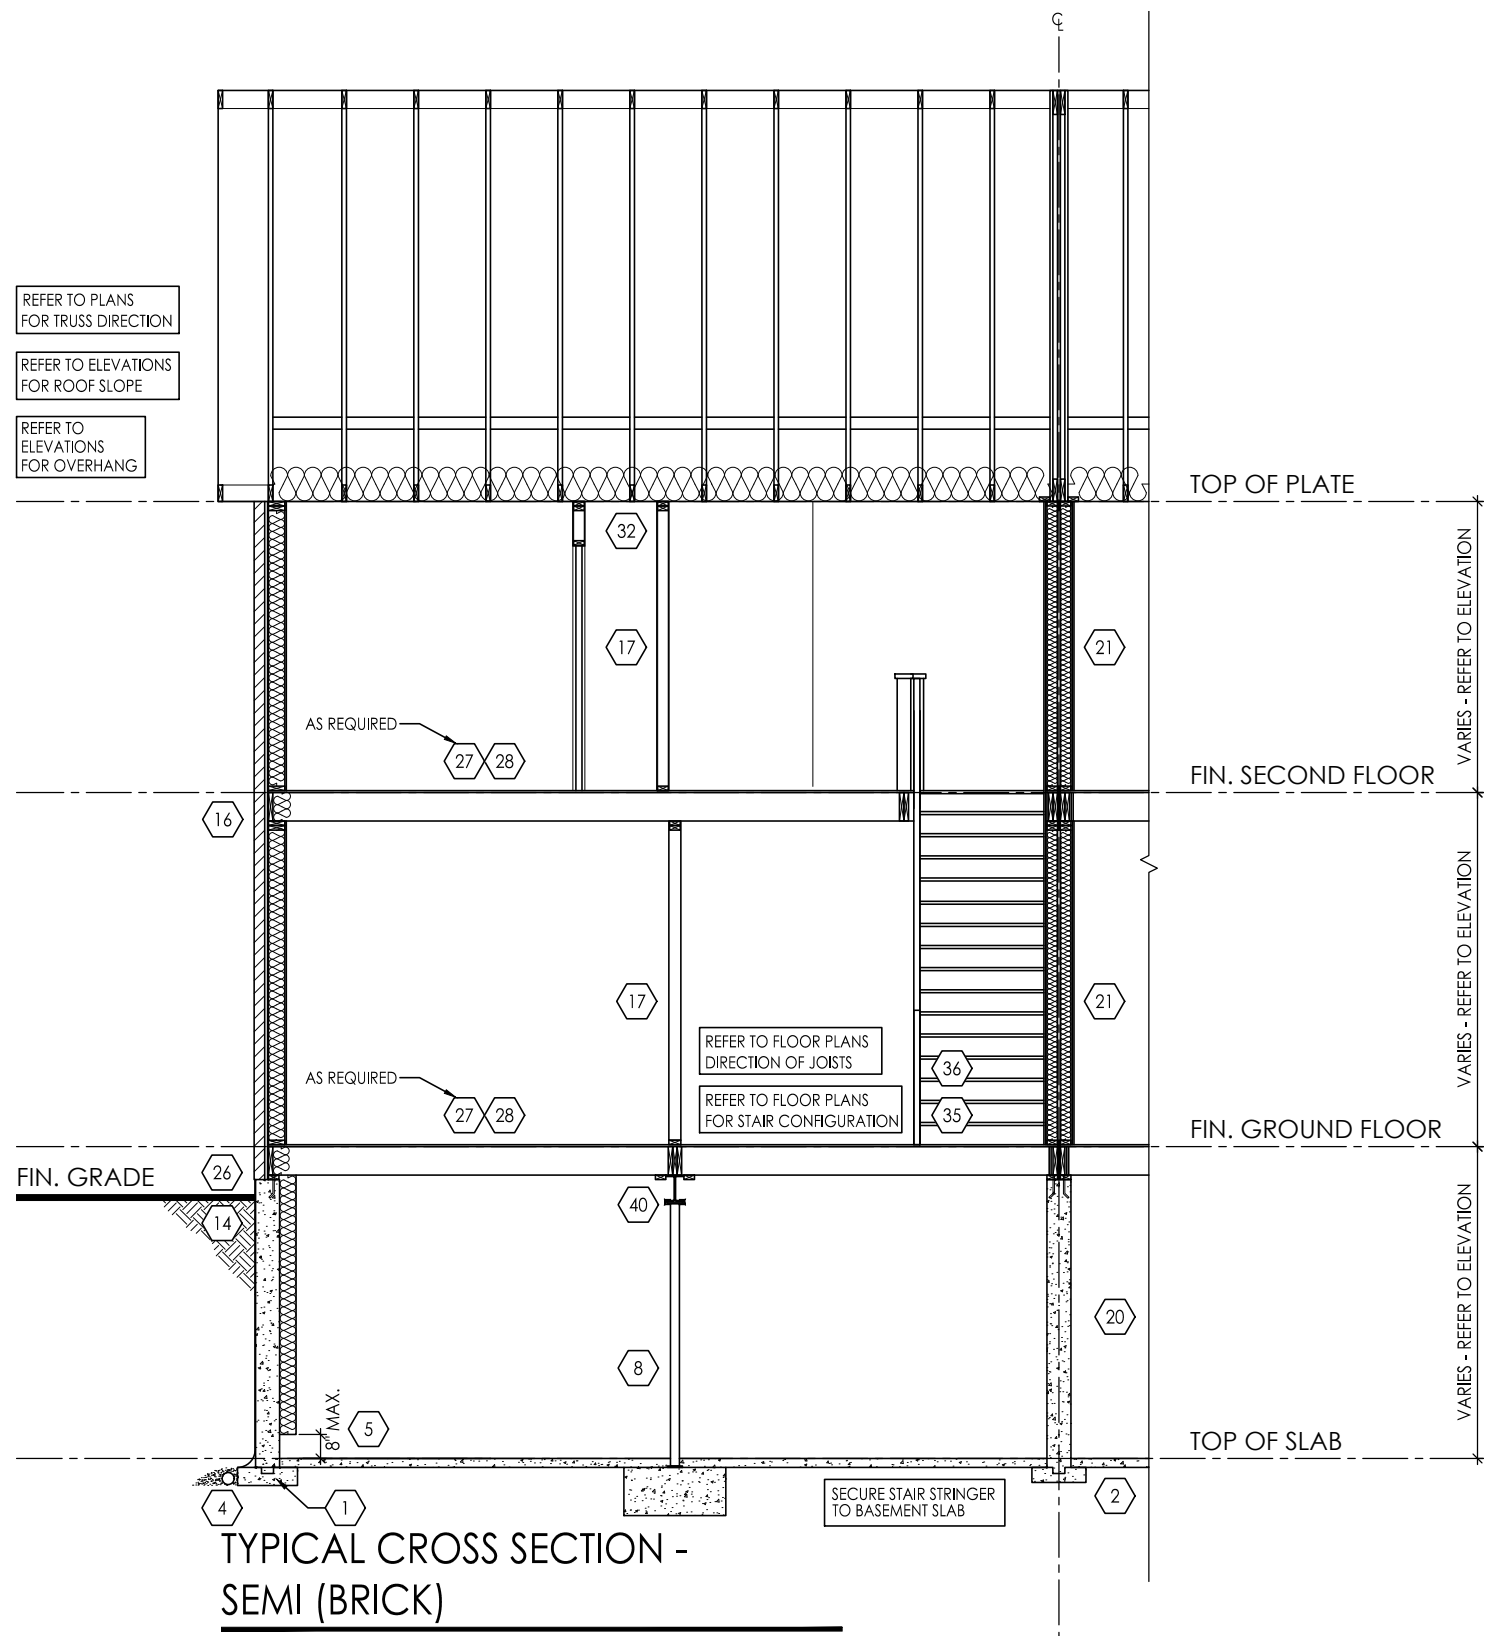 ℄
REFER TO PLANS
FOR TRUSS DIRECTION
REFER TO ELEVATIONS
FOR ROOF SLOPE
REFER TO
ELEVATIONS
FOR OVERHANG
TOP OF PLATE
32
17
21
VARIES - REFER TO ELEVATION
AS REQUIRED
27 28
FIN. SECOND FLOOR
16
VARIES - REFER TO ELEVATION
17
21
REFER TO FLOOR PLANS
DIRECTION OF JOISTS
36
AS REQUIRED
27 28
REFER TO FLOOR PLANS
FOR STAIR CONFIGURATION
35
FIN. GROUND FLOOR
26
FIN. GRADE
14
40
VARIES - REFER TO ELEVATION
20
8
8" MAX.
5
TOP OF SLAB
4
1
SECURE STAIR STRINGER
TO BASEMENT SLAB
2
TYPICAL CROSS SECTION -
SEMI (BRICK)